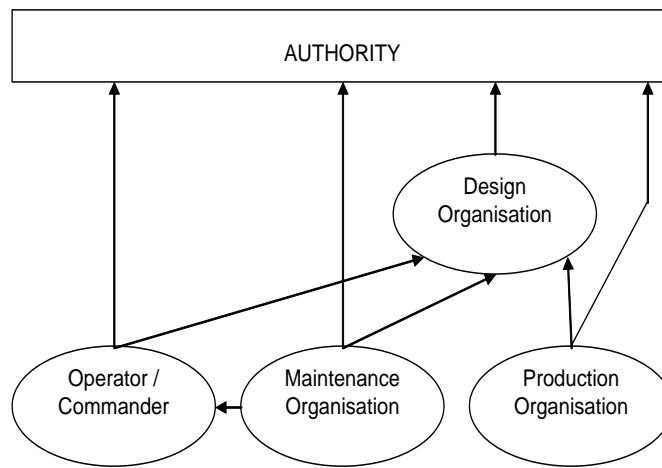 AUTHORITY
Design
Organisation
Operator /
Commander
Maintenance
Organisation
Production
Organisation